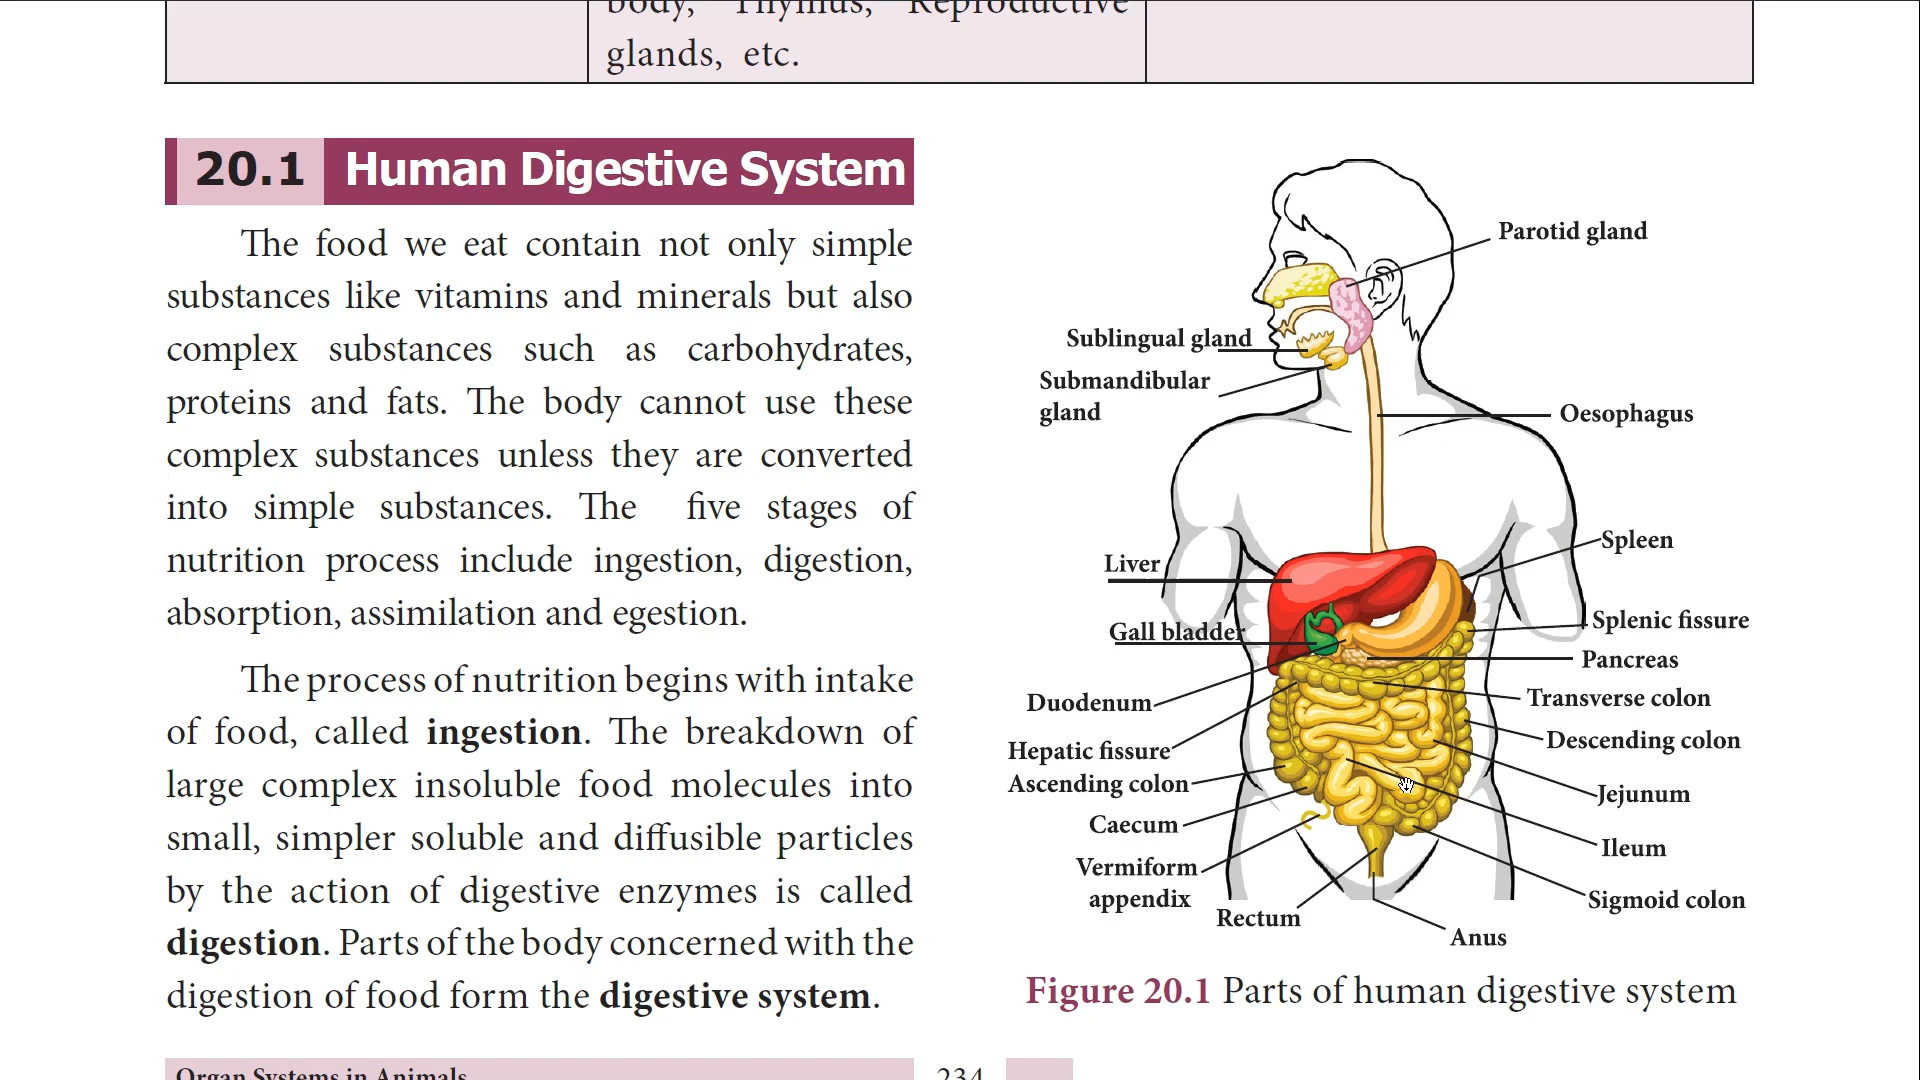 body, Thymus, Reproductive
glands, etc.
20.1 Human Digestive System
The food we eat contain not only simple
substances like vitamins and minerals but also
complex substances such as carbohydrates,
proteins and fats. The body cannot use these
complex substances unless they are converted
into simple substances. The five stages of
nutrition process include ingestion, digestion,
absorption, assimilation and egestion.
The process of nutrition begins with intake
of food, called ingestion. The breakdown of
large complex insoluble food molecules into
small, simpler soluble and diffusible particles
by the action of digestive enzymes is called
digestion. Parts of the body concerned with the
digestion of food form the digestive system.
Parotid gland
Sublingual gland
Submandibular
gland
Oesophagus
Spleen
Liver
Splenic fissure
Gall bladder
Pancreas
Transverse colon
Duodenum
Descending colon
Hepatic fissure
Ascending colon
Jejunum
Caecum
Ileum
Vermiform
appendix
Sigmoid colon
Rectum
Anus
Figure 20.1 Parts of human digestive system
Organ Systems in Animals
234